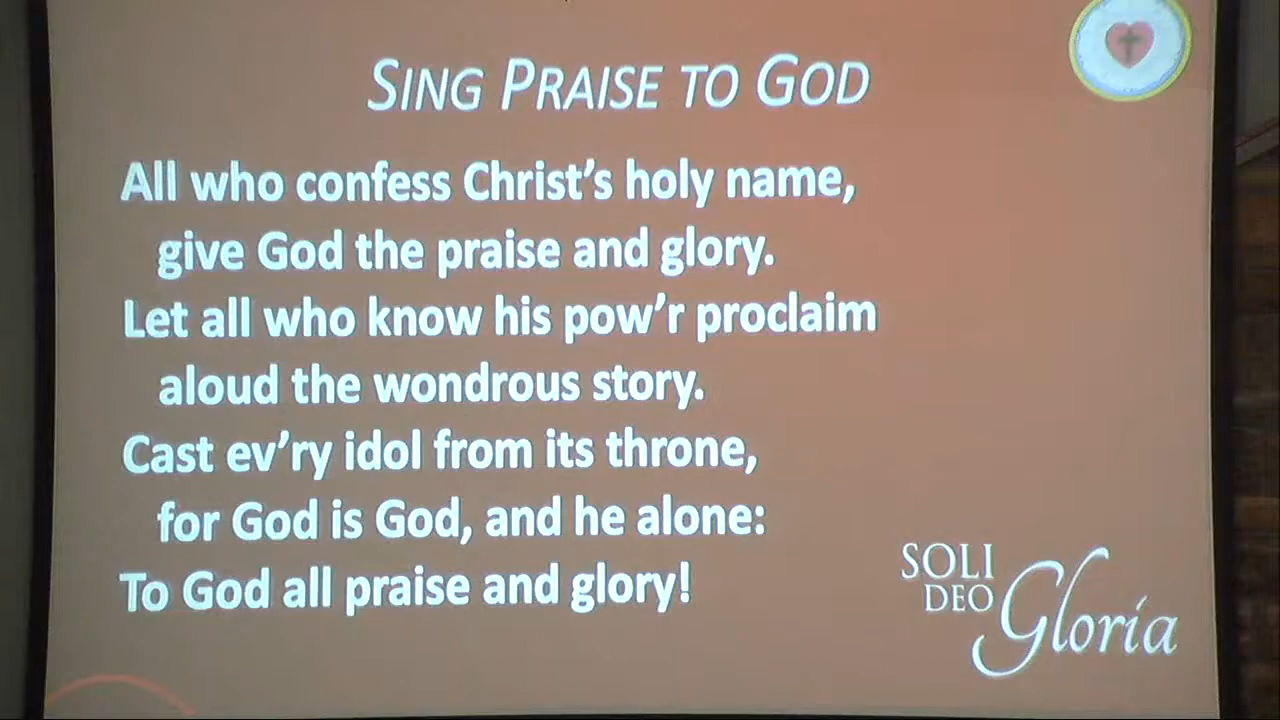 SING PRAISE TO GOD
All who confess Christ's holy name,
give God the praise and glory.
Let all who know his pow'r proclaim
aloud the wondrous story.
Cast ev'ry idol from its throne,
for God is God, and he alone:
To God all praise and glory!
SOLI
DEO
Gloria